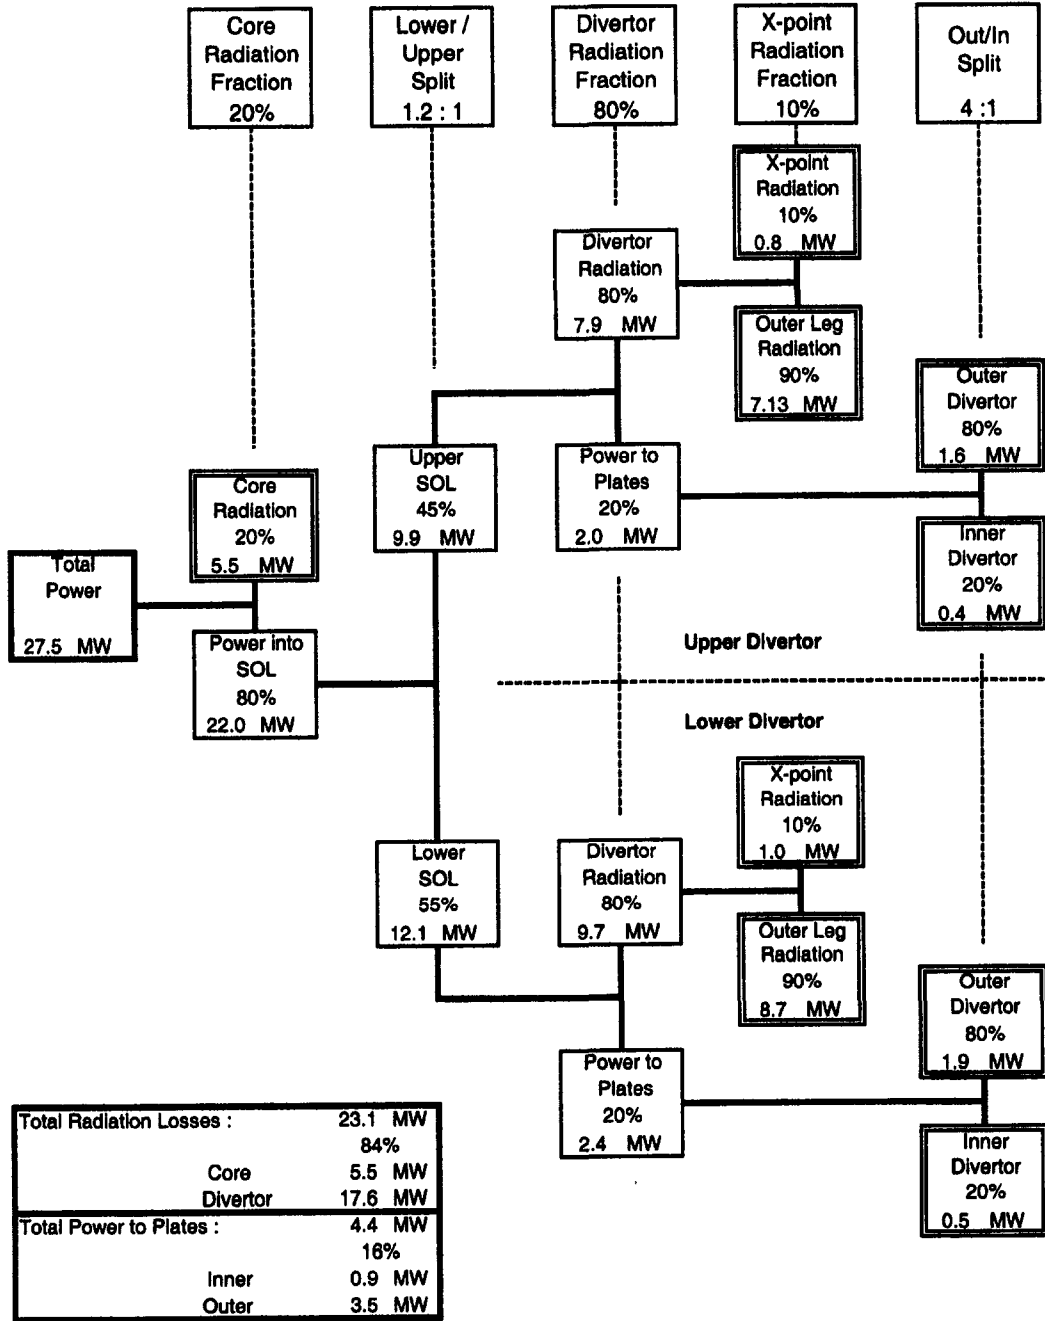 Core
Radiation
Fraction
20%
Lower /
Upper
Split
1.2 : 1
Divertor
Radiation
Fraction
80%
X-point
Radiation
Fraction
10%
Out/In
Split
4 :1
X-point
Radiation
10%
0.8 MW
Divertor
Radiation
80%
7.9 MW
Outer Leg
Radiation
90%
7.13 MW
Outer
Divertor
80%
1.6 MW
Upper
SOL
45%
9.9 MW
Power to
Plates
20%
2.0 MW
Core
Radiation
20%
5.5 MW
Inner
Divertor
20%
0.4 MW
Total
Power
27.5 MW
Power into
SOL
80%
22.0 MW
Upper Divertor
Lower Divertor
X-point
Radiation
10%
1.0 MW
Lower
SOL
55%
12.1 MW
Divertor
Radiation
80%
9.7 MW
Outer Leg
Radiation
90%
8.7 MW
Outer
Divertor
80%
1.9 MW
Power to
Plates
20%
2.4 MW
Inner
Divertor
20%
0.5 MW
Total Radiation Losses : 23.1 MW
84%
Core 5.5 MW
Divertor 17.6 MW
Total Power to Plates : 4.4 MW
16%
Inner 0.9 MW
Outer 3.5 MW